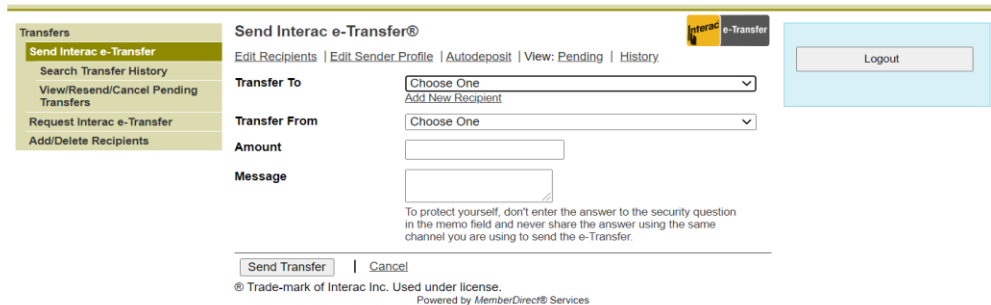 Transfers
Send Interac e-Transfer
Search Transfer History
View/Resend/Cancel Pending
Transfers
Request Interac e-Transfer
Add/Delete Recipients
Send Interac e-Transfer®
Interac e-Transfer
Edit Recipients | Edit Sender Profile | Autodeposit | View: Pending | History
Transfer To Choose One
Add New Recipient
Transfer From Choose One
Amount
Message
To protect yourself, don't enter the answer to the security question
in the memo field and never share the answer using the same
channel you are using to send the e-Transfer.
Send Transfer | Cancel
® Trade-mark of Interac Inc. Used under license.
Powered by MemberDirect® Services
Logout